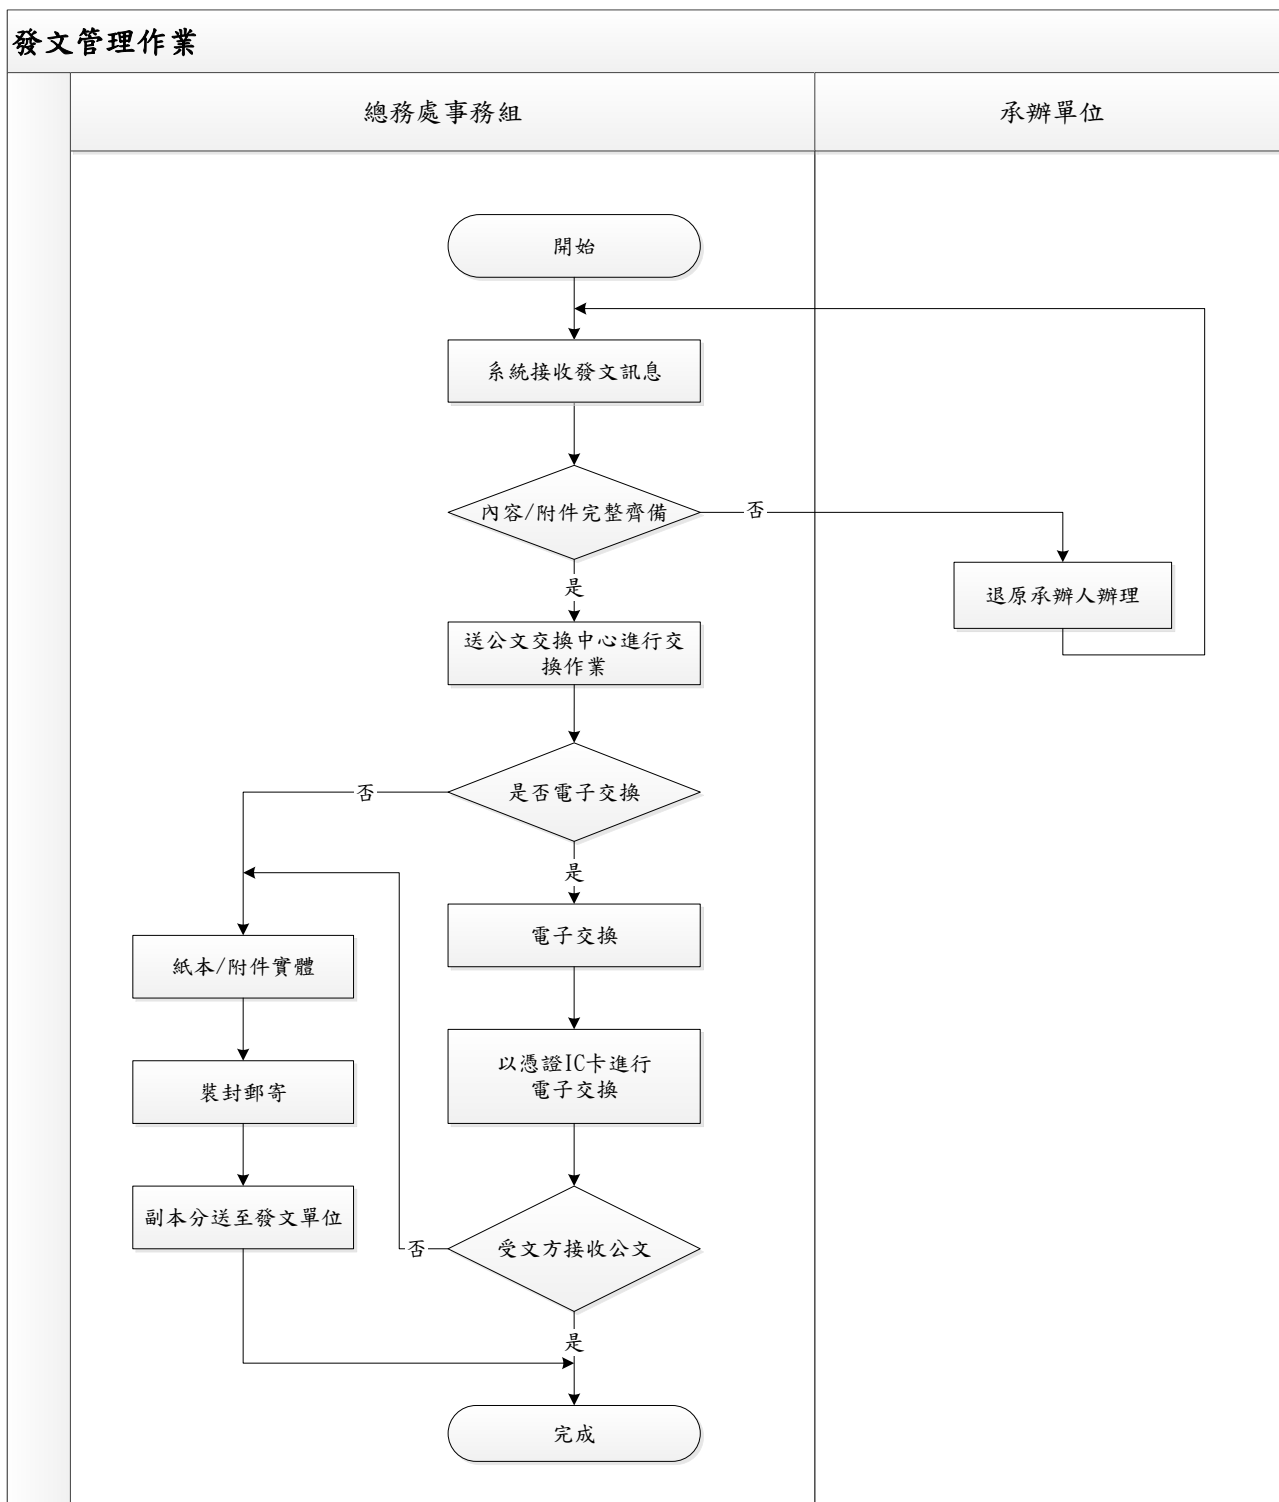 發文管理作業
總務處事務組
承辦單位
開始
系統接收發文訊息
內容/附件完整齊備
否
是
退原承辦人辦理
送公文交換中心進行交
換作業
是否電子交換
否
是
電子交換
紙本/附件實體
以憑證IC卡進行
電子交換
裝封郵寄
副本分送至發文單位
受文方接收公文
否
是
完成